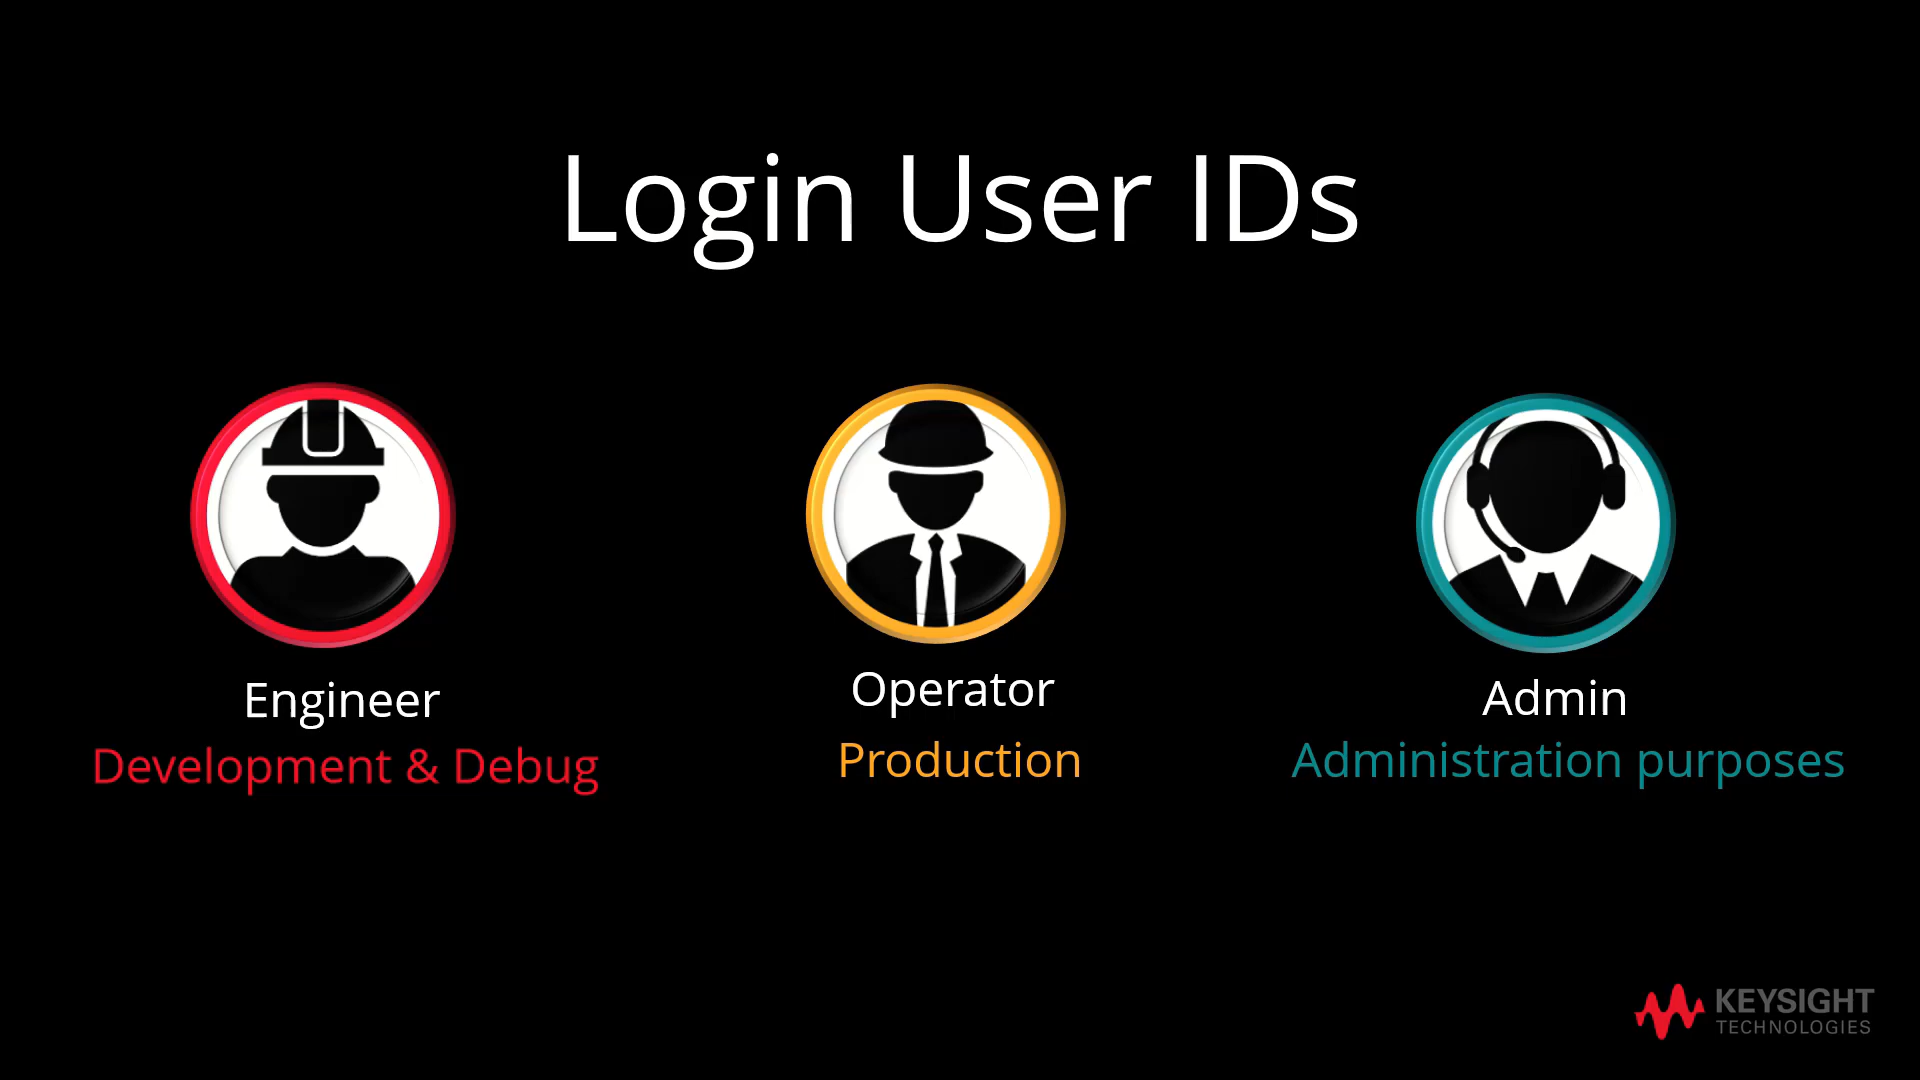 Login User IDs
Engineer
Operator
Admin
Development & Debug
Production
Administration purposes
KEYSIGHT
TECHNOLOGIES